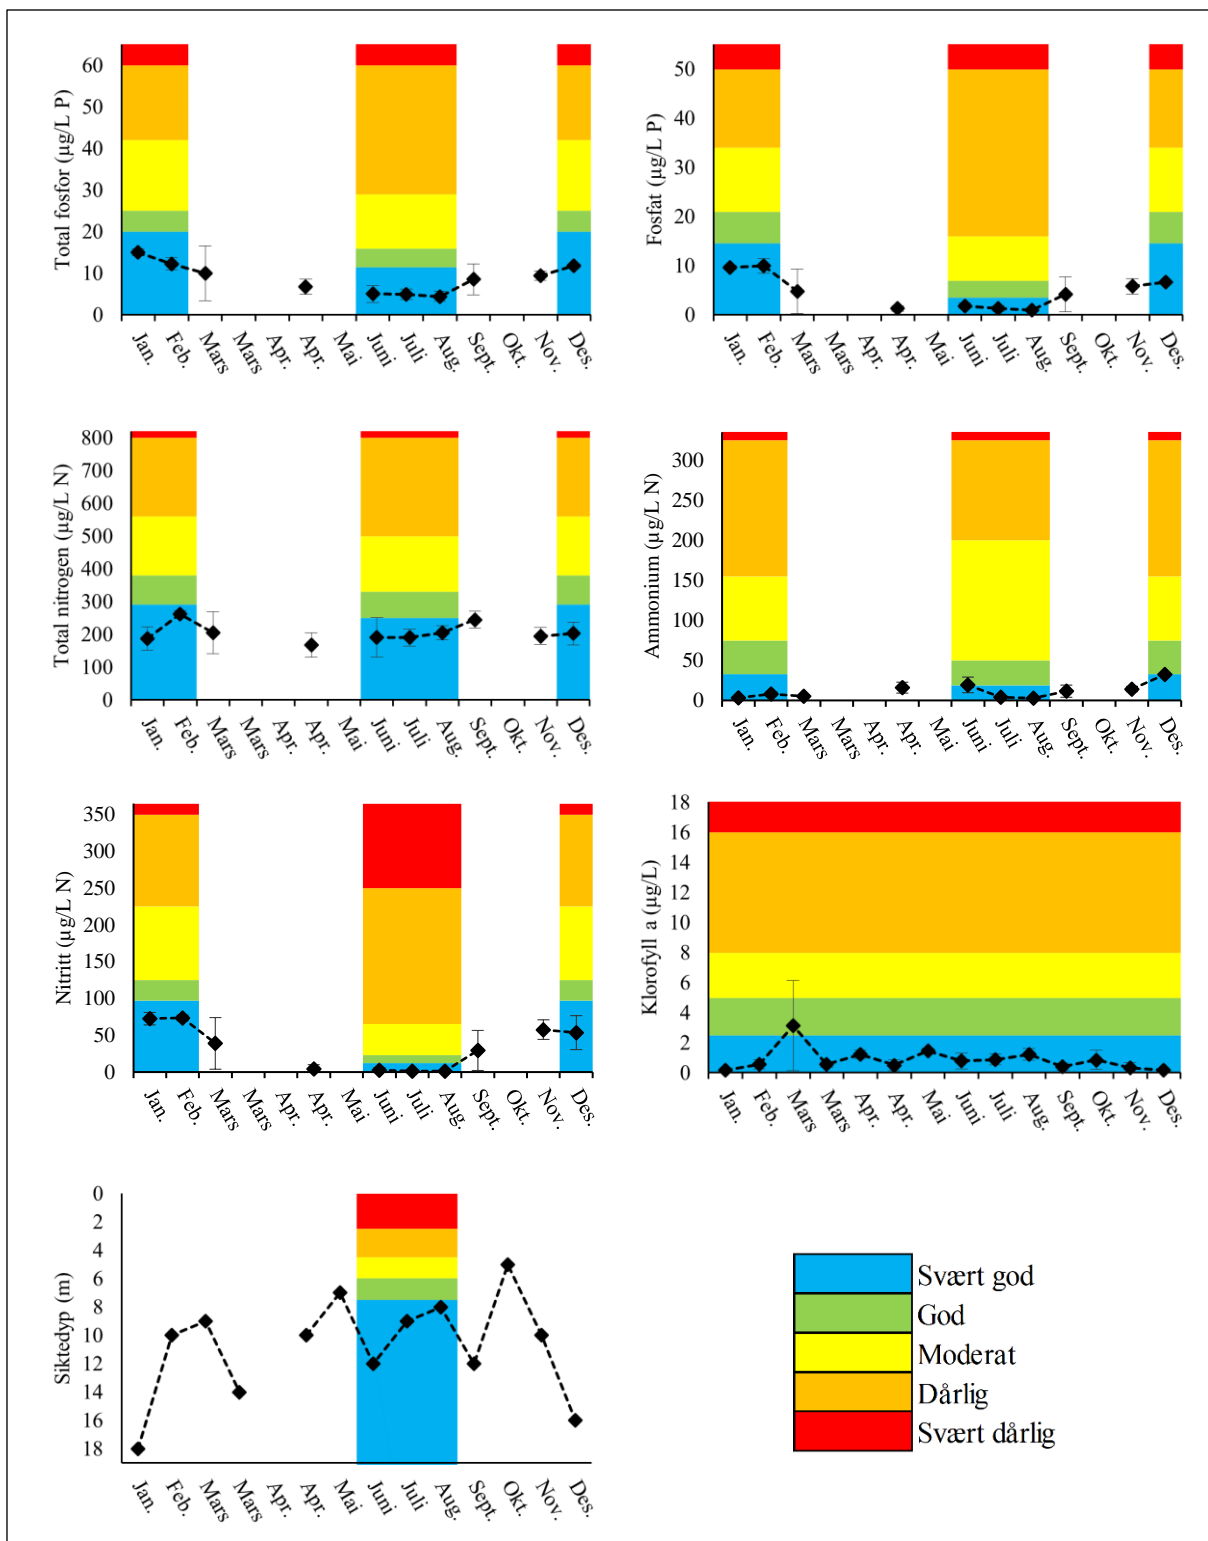 Total fosfor (µg/L P)
60
50
40
30
20
10
0
Jan.
Feb.
Mars
Mars
Apr.
Apr.
Mai
Juni
Juli
Aug.
Sept.
Okt.
Nov.
Des.
Fosfat (µg/L P)
50
40
30
20
10
0
Jan.
Feb.
Mars
Mars
Apr.
Apr.
Mai
Juni
Juli
Aug.
Sept.
Okt.
Nov.
Des.
Total nitrogen (µg/L N)
800
700
600
500
400
300
200
100
0
Jan.
Feb.
Mars
Mars
Apr.
Apr.
Mai
Juni
Juli
Aug.
Sept.
Okt.
Nov.
Des.
Ammonium (µg/L N)
300
250
200
150
100
50
0
Jan.
Feb.
Mars
Mars
Apr.
Apr.
Mai
Juni
Juli
Aug.
Sept.
Okt.
Nov.
Des.
Nitritt (µg/L N)
350
300
250
200
150
100
50
0
Jan.
Feb.
Mars
Mars
Apr.
Apr.
Mai
Juni
Juli
Aug.
Sept.
Okt.
Nov.
Des.
Klorofyll a (µg/L)
18
16
14
12
10
8
6
4
2
0
Jan.
Feb.
Mars
Mars
Apr.
Apr.
Mai
Juni
Juli
Aug.
Sept.
Okt.
Nov.
Des.
Siktedyp (m)
0
2
4
6
8
10
12
14
16
18
Jan.
Feb.
Mars
Mars
Apr.
Apr.
Mai
Juni
Juli
Aug.
Sept.
Okt.
Nov.
Des.
Svært god
God
Moderat
Dårlig
Svært dårlig